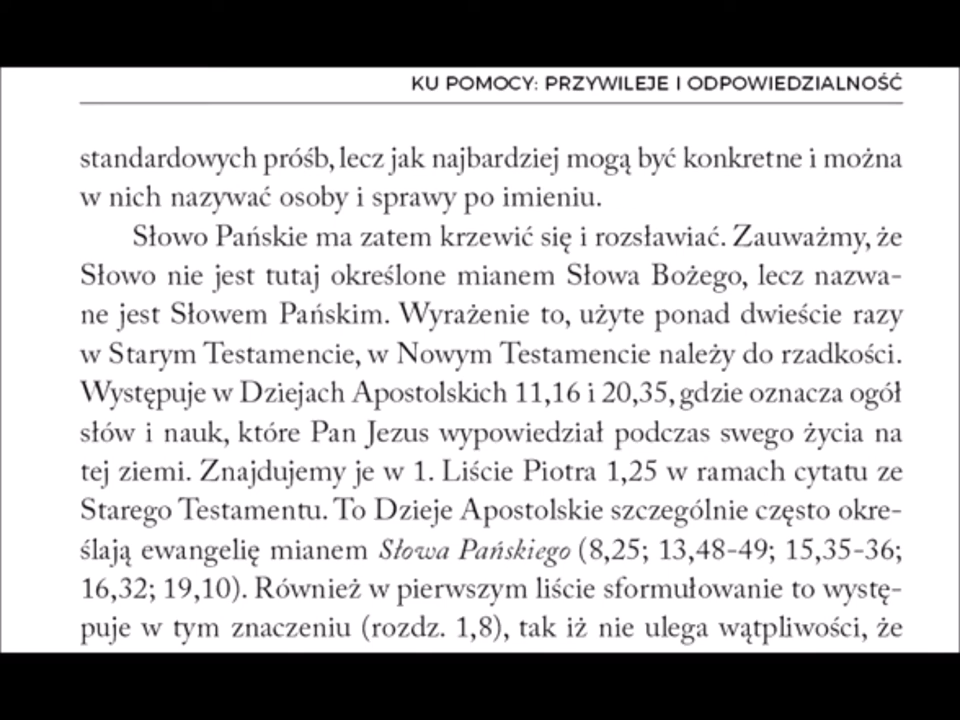 KU POMOCY: PRZYWILEJE I ODPOWIEDZIALNOŚĆ
standardowych próśb, lecz jak najbardziej mogą być konkretne i można
w nich nazywać osoby i sprawy po imieniu.
Słowo Pańskie ma zatem krzewić się i rozsławiać. Zauważmy, że
Słowo nie jest tutaj określone mianem Słowa Bożego, lecz nazwa-
ne jest Słowem Pańskim. Wyrażenie to, użyte ponad dwieście razy
w Starym Testamencie, w Nowym Testamencie należy do rzadkości.
Występuje w Dziejach Apostolskich 11,16 i 20,35, gdzie oznacza ogół
słów i nauk, które Pan Jezus wypowiedział podczas swego życia na
tej ziemi. Znajdujemy je w 1. Liście Piotra 1,25 w ramach cytatu ze
Starego Testamentu. To Dzieje Apostolskie szczególnie często okre-
ślają ewangelię mianem Słowa Pańskiego (8,25; 13,48-49; 15,35-36;
16,32; 19,10). Również w pierwszym liście sformułowanie to wystę-
puje w tym znaczeniu (rozdz. 1,8), tak iż nie ulega wątpliwości, że